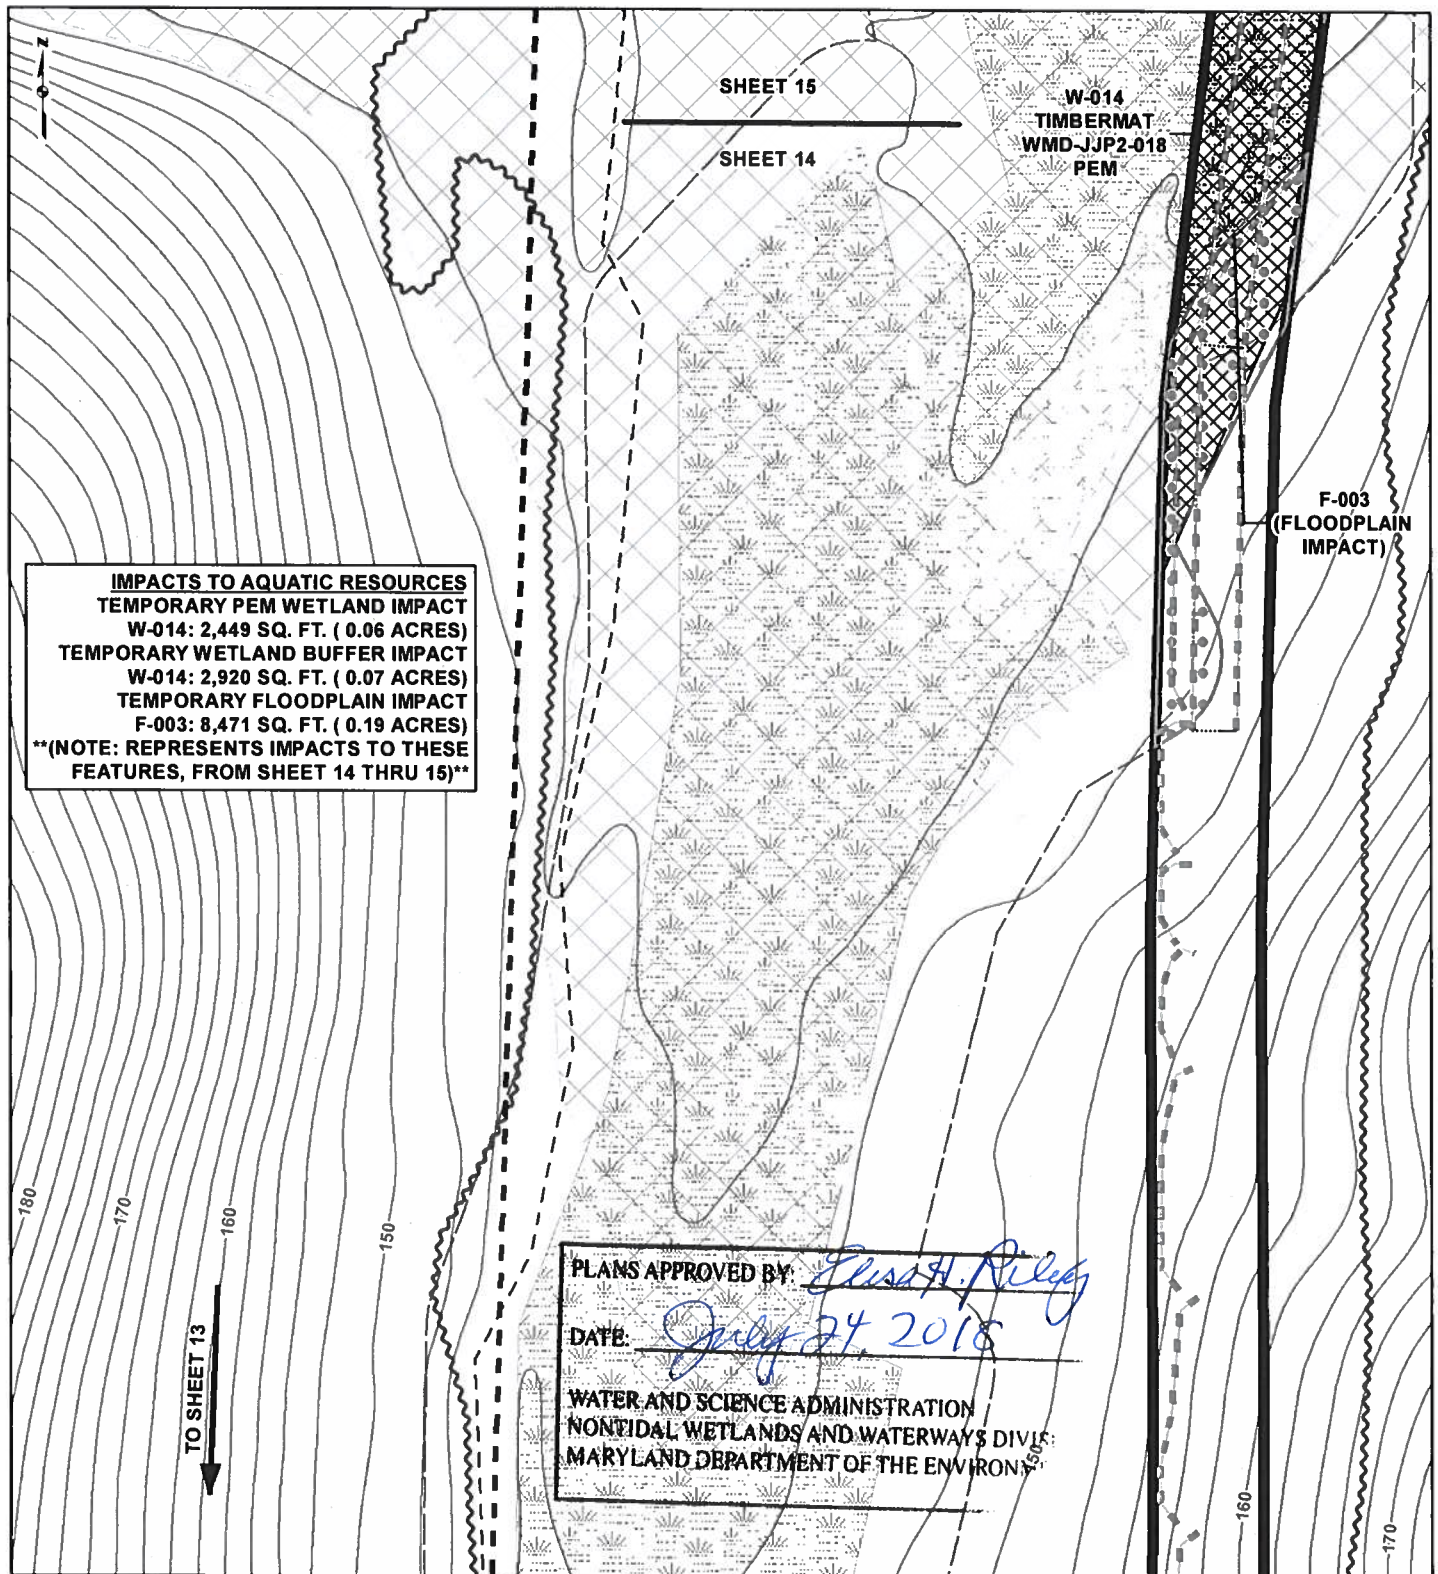 N
SHEET 15
SHEET 14
W-014
TIMBERMAT
WMD-JJP2-018
PEM
F-003
(FLOODPLAIN
IMPACT)
IMPACTS TO AQUATIC RESOURCES
TEMPORARY PEM WETLAND IMPACT
W-014: 2,449 SQ. FT. ( 0.06 ACRES)
TEMPORARY WETLAND BUFFER IMPACT
W-014: 2,920 SQ. FT. ( 0.07 ACRES)
TEMPORARY FLOODPLAIN IMPACT
F-003: 8,471 SQ. FT. ( 0.19 ACRES)
**(NOTE: REPRESENTS IMPACTS TO THESE
FEATURES, FROM SHEET 14 THRU 15)**
180
170
160
150
TO SHEET 13
PLANS APPROVED BY: Elisa H. Riley
DATE: July 24, 2018
WATER AND SCIENCE ADMINISTRATION
NONTIDAL WETLANDS AND WATERWAYS DIVIS
MARYLAND DEPARTMENT OF THE ENVIRON
150
160
170